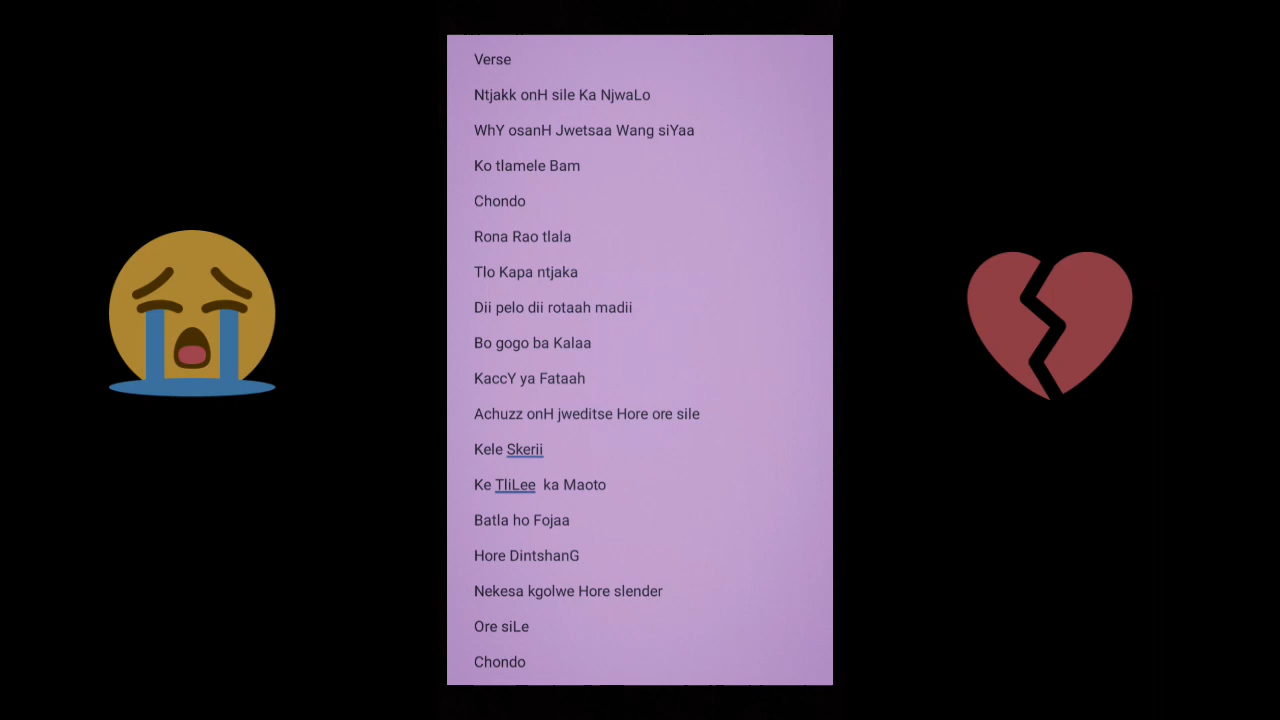 Verse
Ntjakk onH sile Ka NjwaLo
WhY osanH Jwetsaa Wang siYaa
Ko tlamele Bam
Chondo
Rona Rao tlala
Tlo Kapa ntjaka
Dii pelo dii rotaah madii
Bo gogo ba Kalaa
KaccY ya Fataah
Achuzz onH jweditse Hore ore sile
Kele Skerii
Ke TliLee ka Maoto
Batla ho Fojaa
Hore DintshanG
Nekesa kgolwe Hore slender
Ore siLe
Chondo